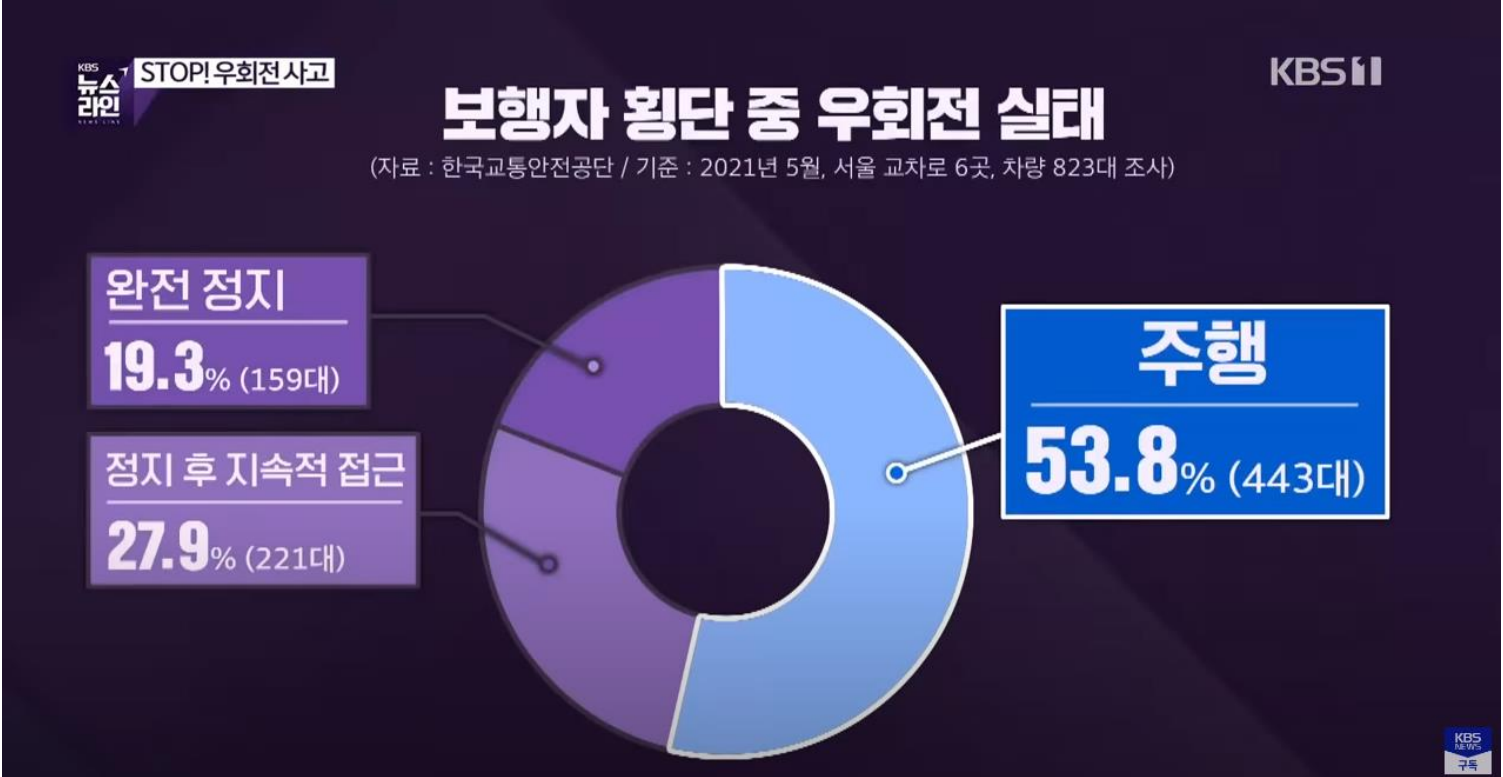 KBS
뉴스
라인
NEWS LINE
STOP! 우회전 사고
KBS1
보행자 횡단 중 우회전 실태
(자료 : 한국교통안전공단 / 기준 : 2021년 5월, 서울 교차로 6곳, 차량 823대 조사)
완전 정지
19.3% (159대)
정지 후 지속적 접근
27.9% (221대)
주행
53.8% (443대)
KBS
NEWS
구독